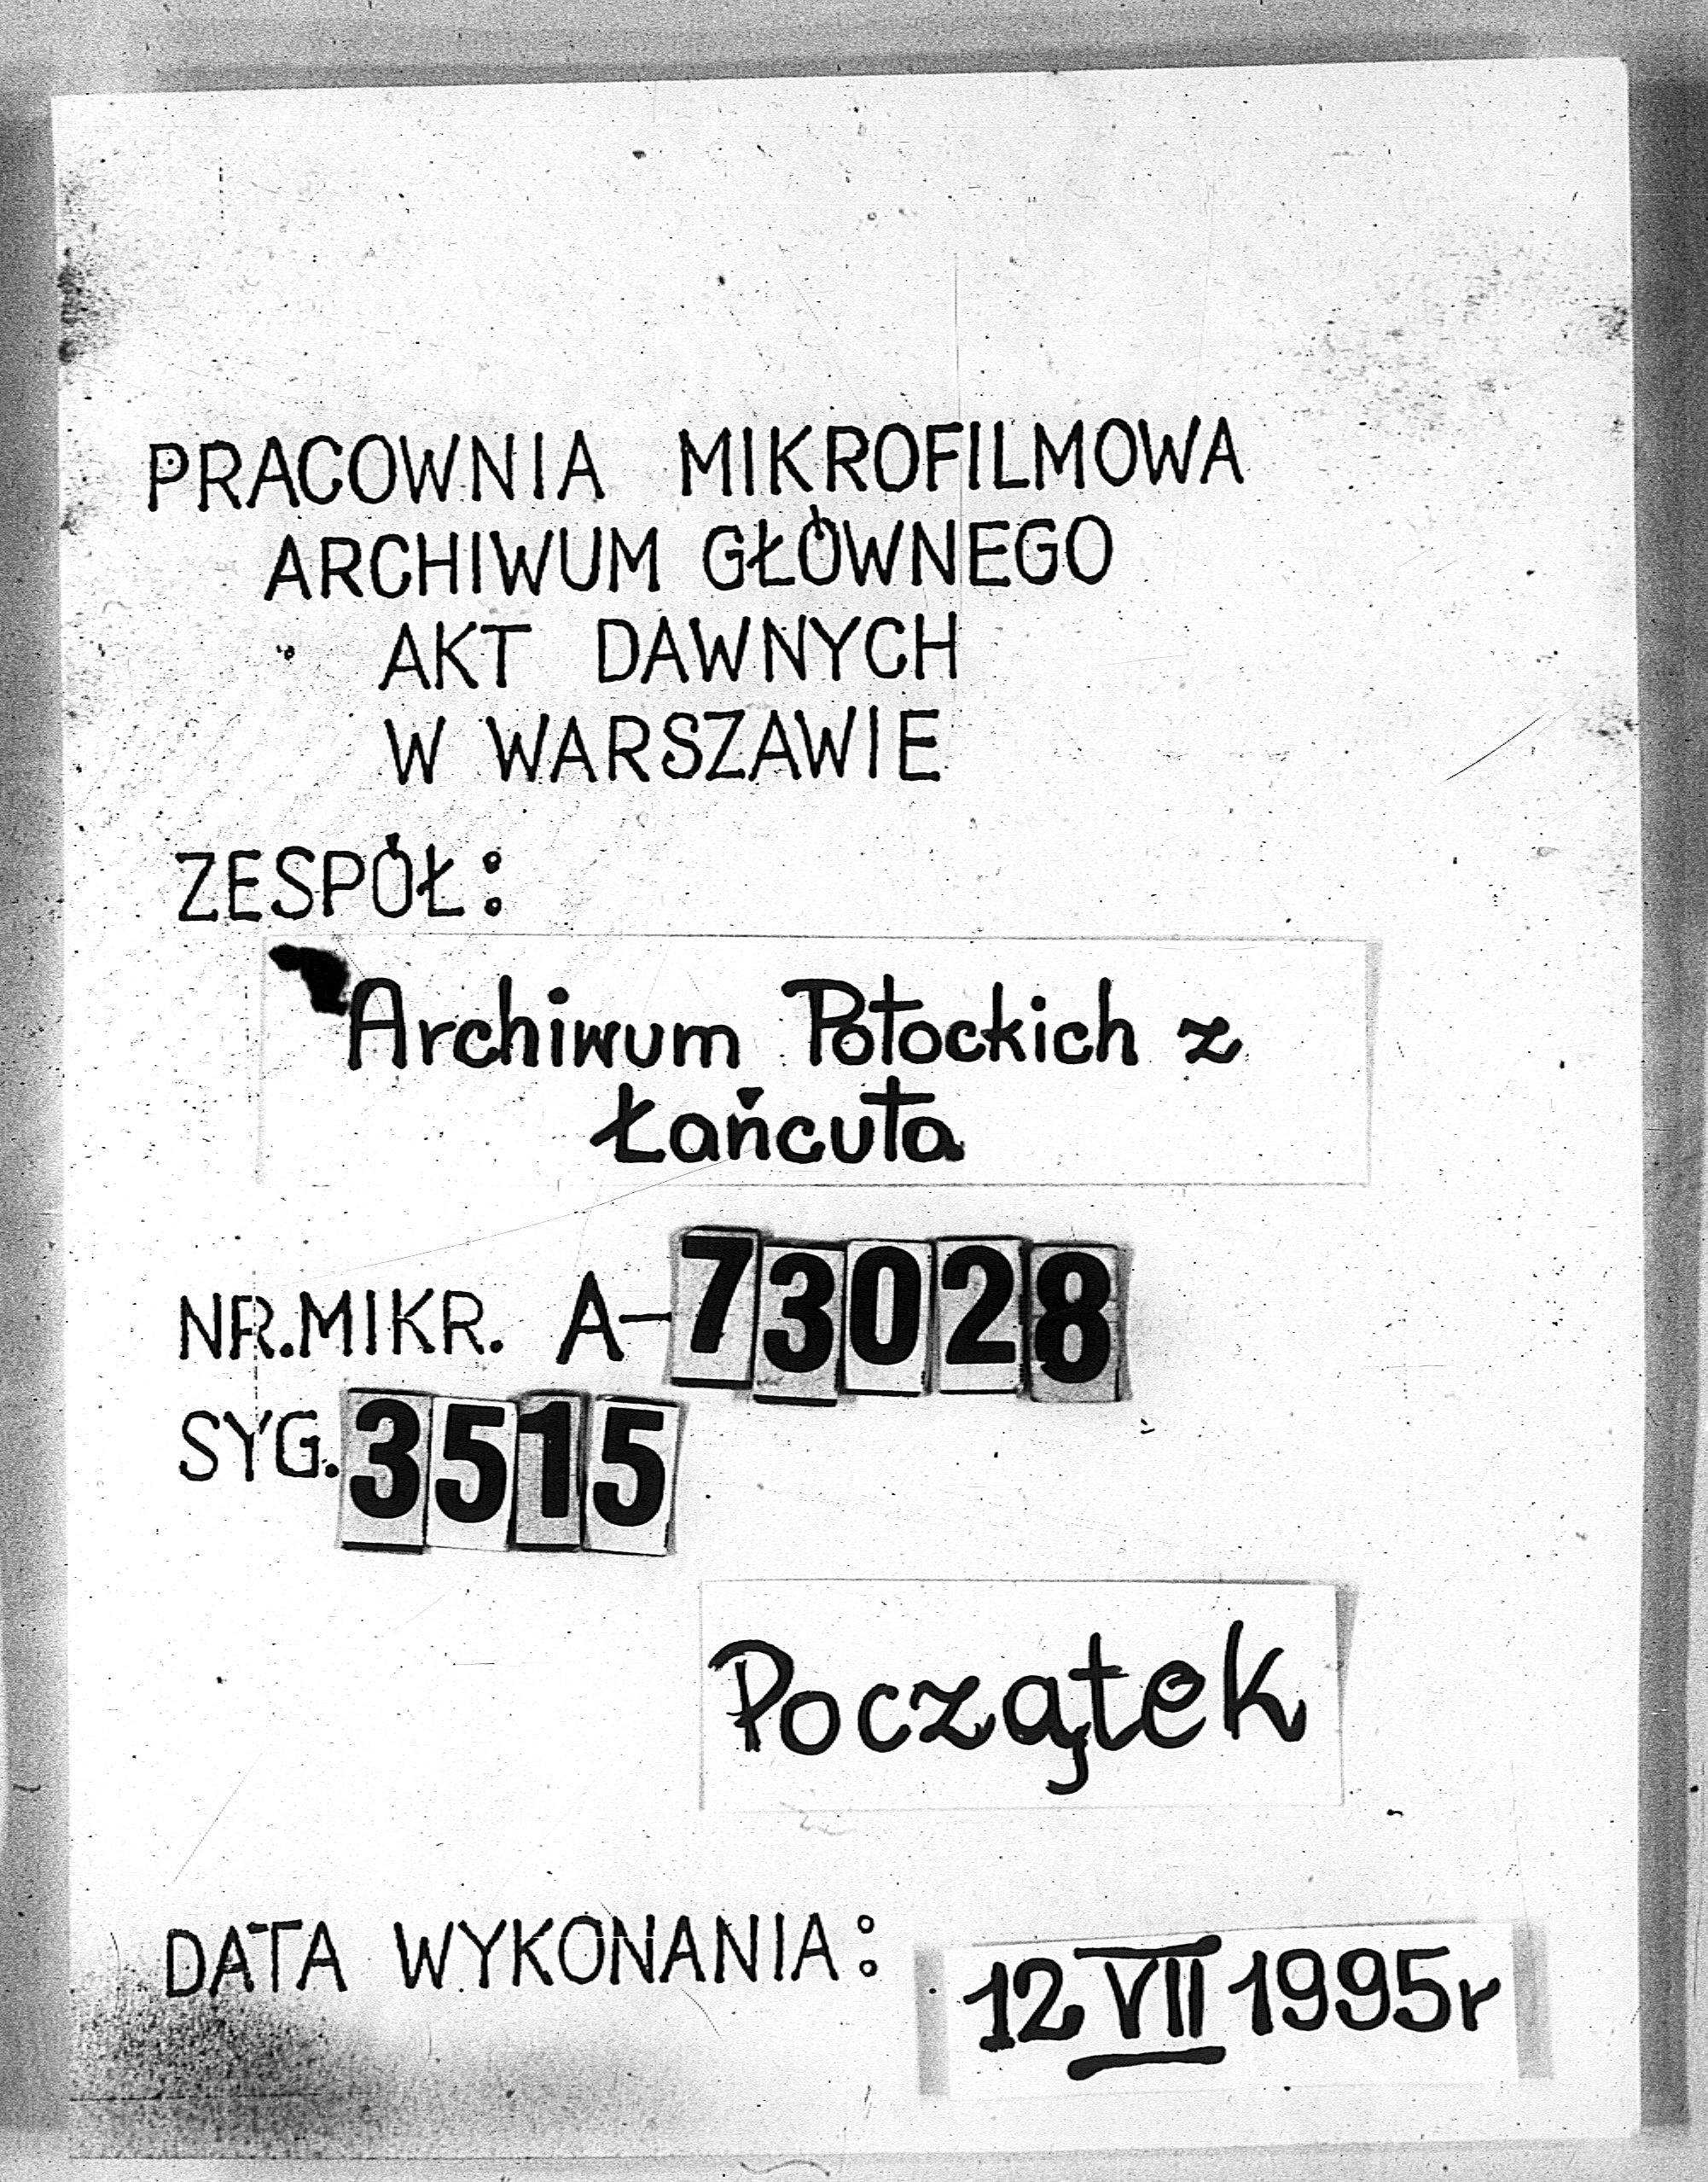 PRACOWNIA MIKROFILMOWA
ARCHIWUM GŁÓWNEGO
AKT DAWNYCH
W WARSZAWIE
ZESPÓŁ:
Archiwum Potockich z
Łańcuta
NR.MIKR. A-73028
SYG. 3515
Początek
DATA WYKONANIA: 12 VII 1995r